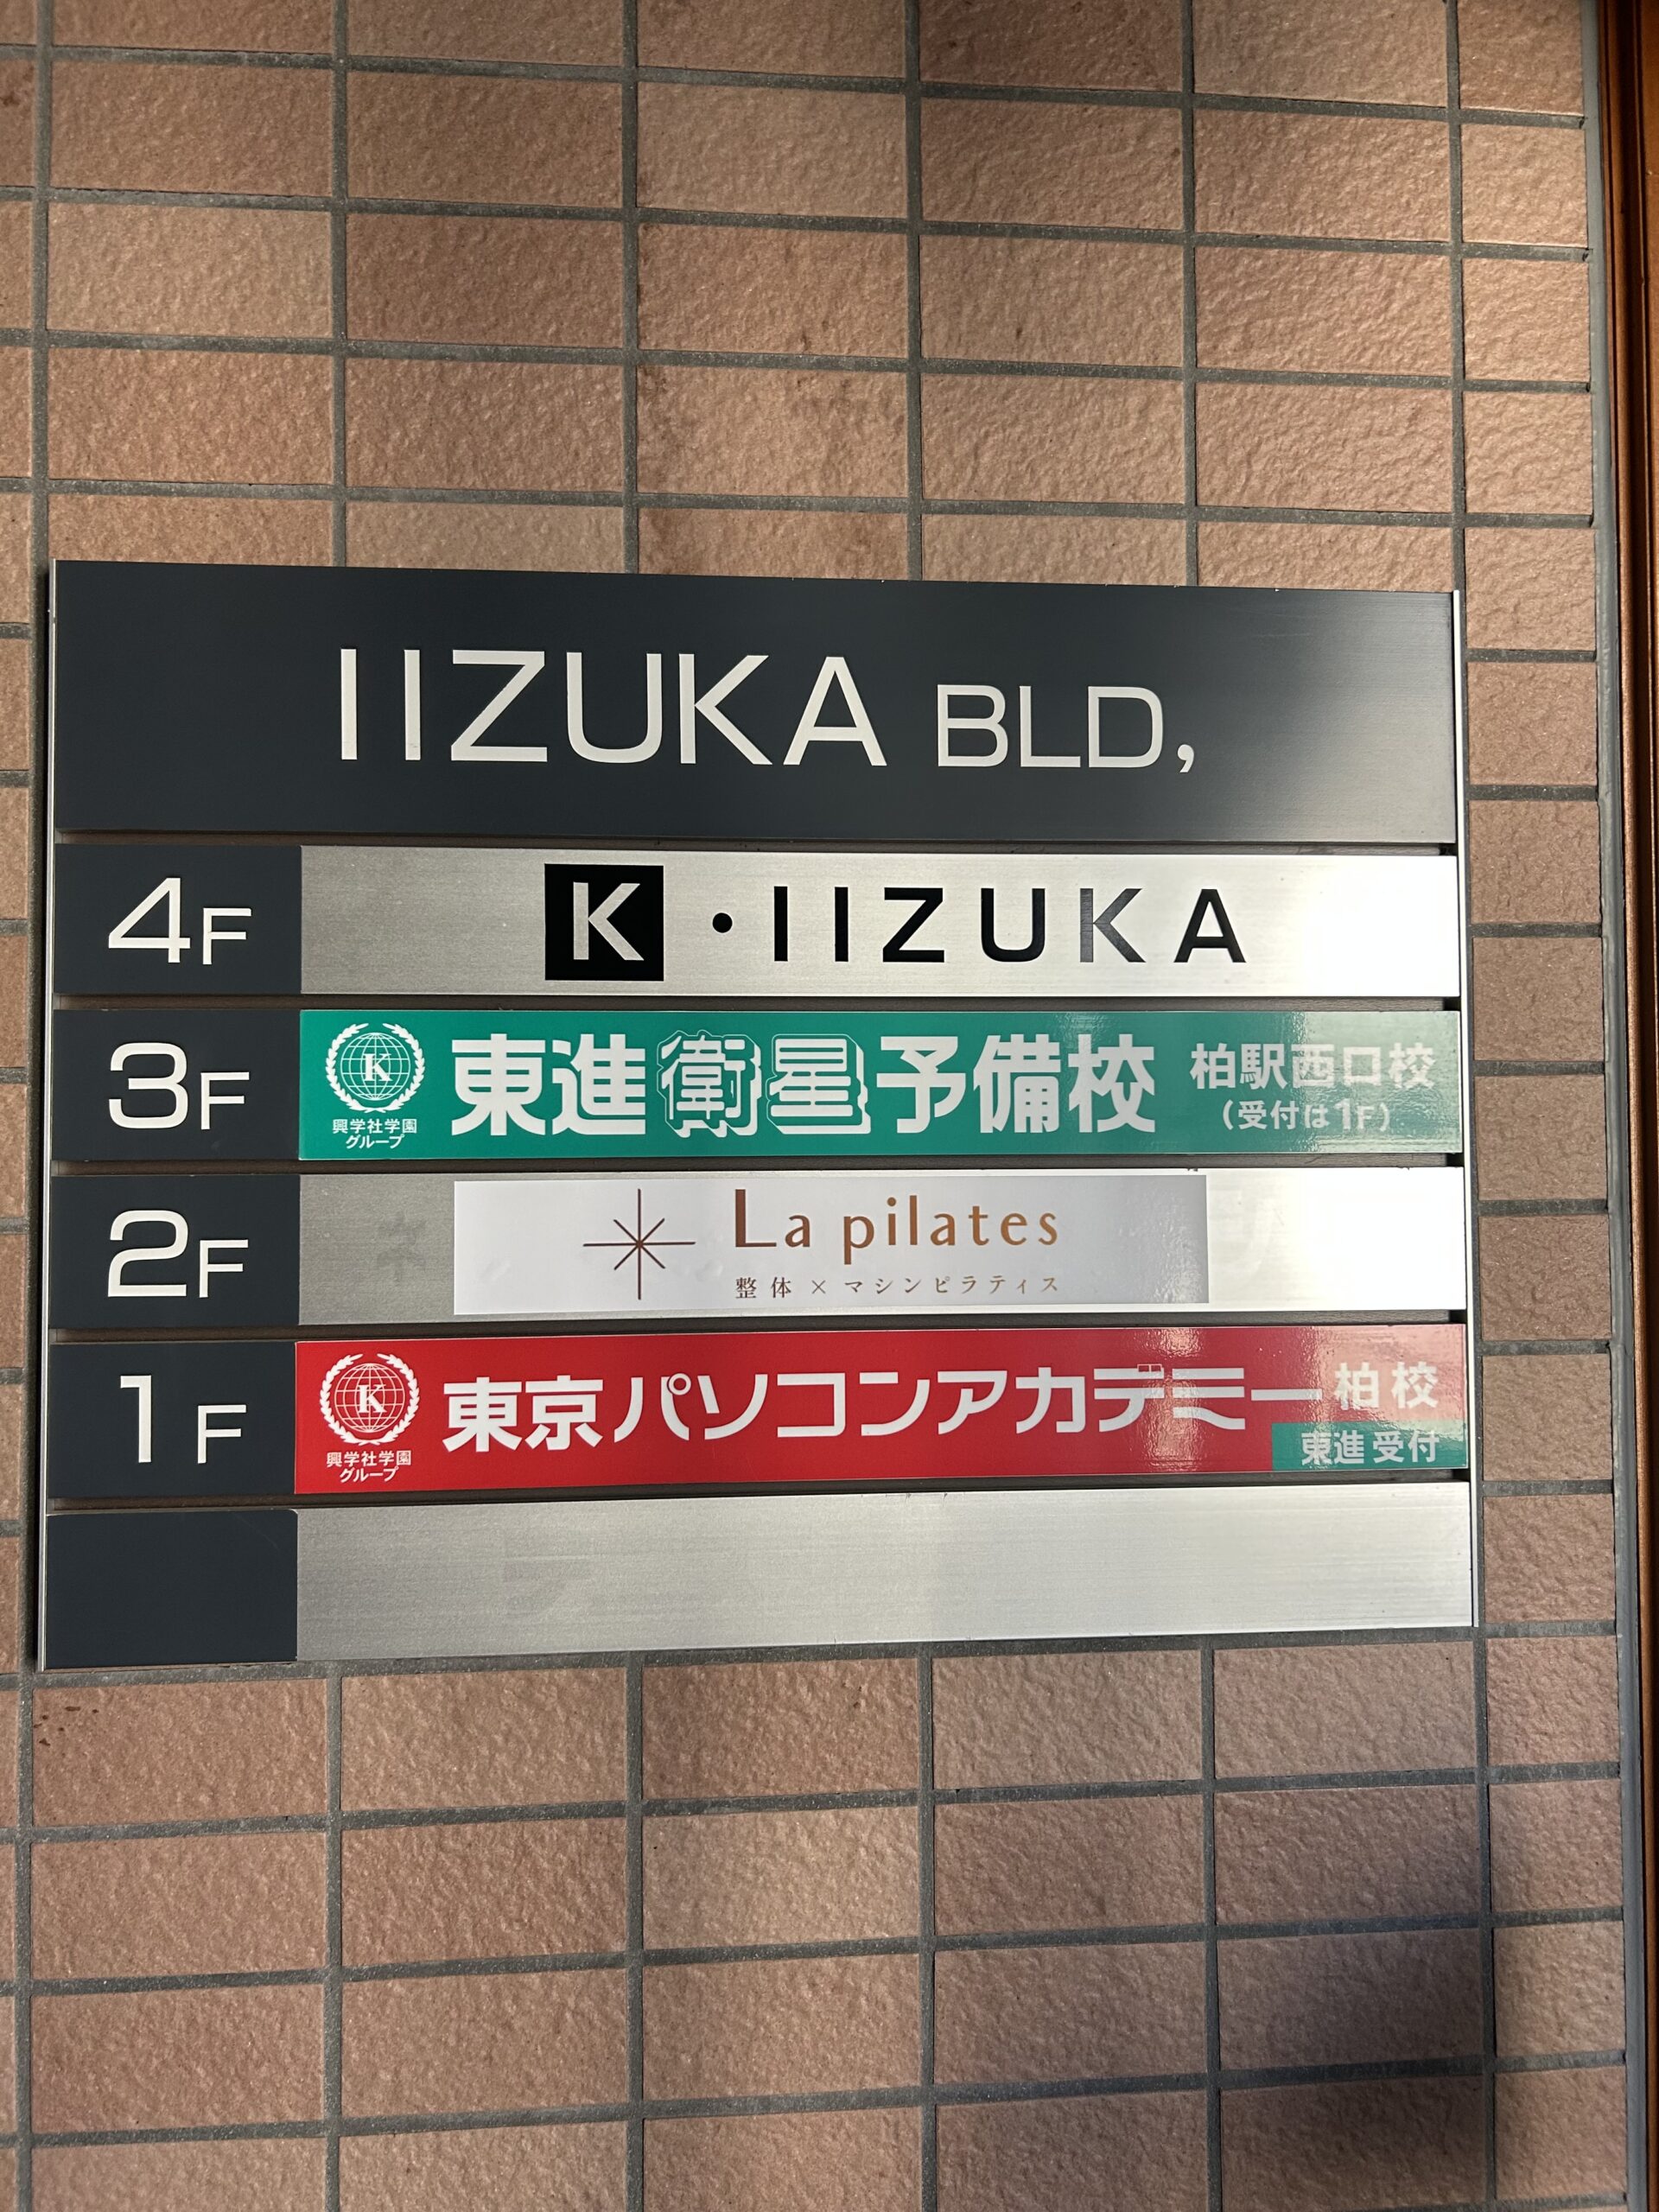 IIZUKA BLD,
4F
K・IIZUKA
3F
K
興学社学園
グループ
東進衛星予備校
柏駅西口校
(受付は1F)
2F
La pilates
整体×マシンピラティス
1F
K
興学社学園
グループ
東京パソコンアカデミー柏校
東進 受付